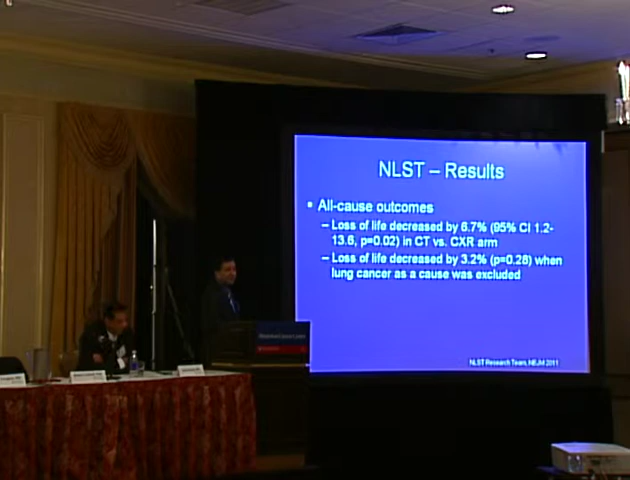 NLST – Results
• All-cause outcomes
– Loss of life decreased by 6.7% (95% CI 1.2-
13.6, p=0.02) in CT vs. CXR arm
– Loss of life decreased by 3.2% (p=0.28) when
lung cancer as a cause was excluded
NLST Research Team, NEJM 2011